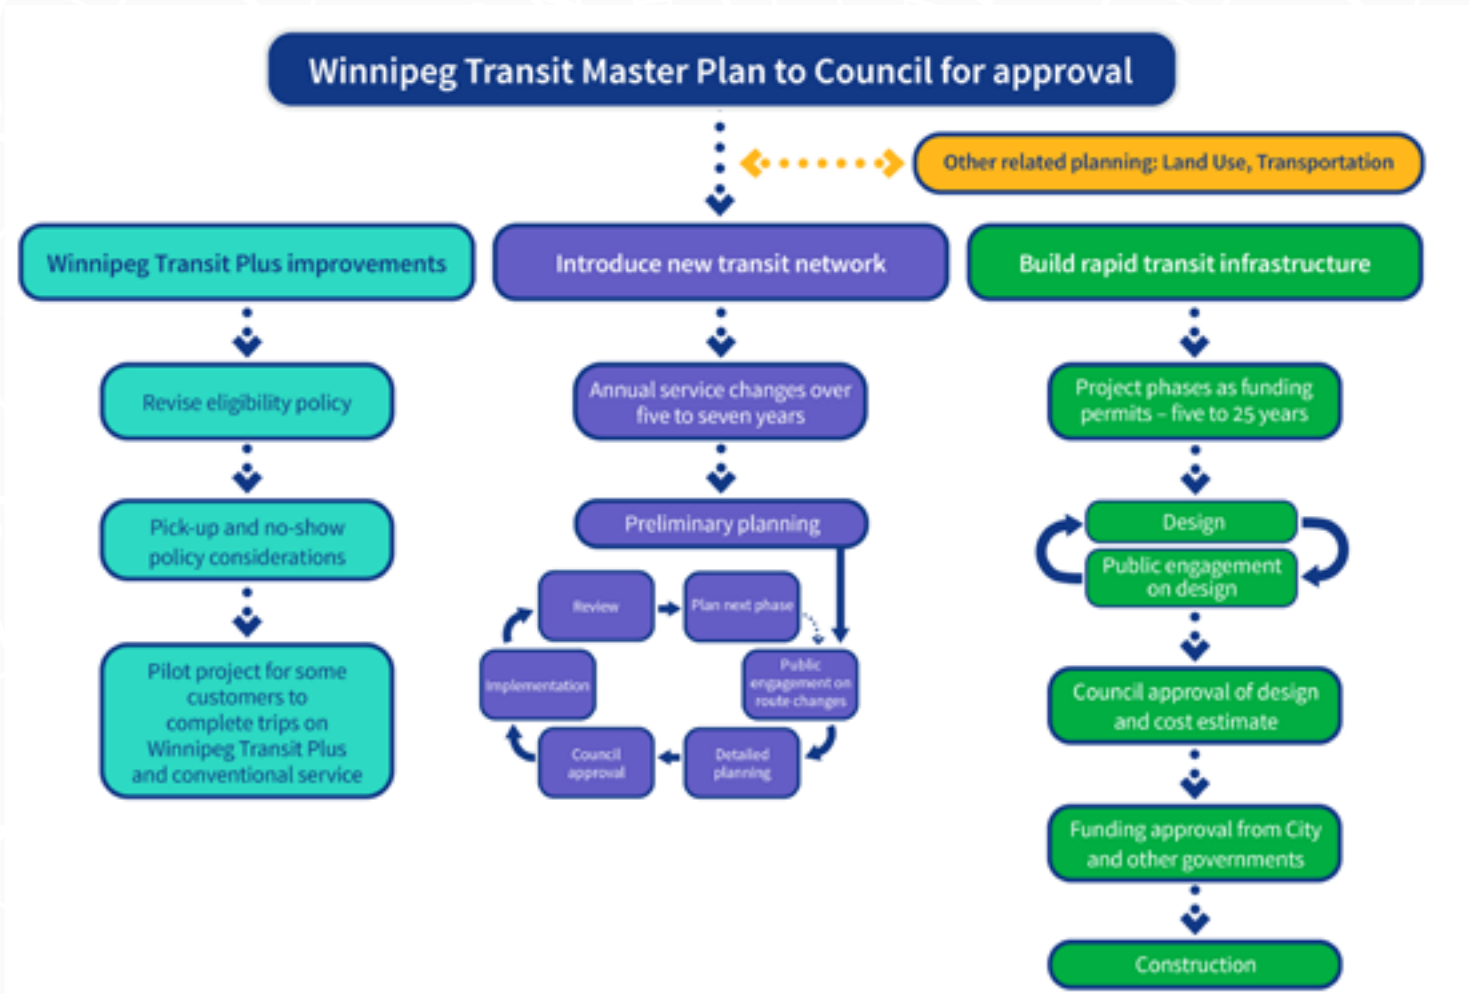 Winnipeg Transit Master Plan to Council for approval
Other related planning: Land Use, Transportation
Winnipeg Transit Plus improvements
Revise eligibility policy
Pick-up and no-show
policy considerations
Pilot project for some
customers to
complete trips on
Winnipeg Transit Plus
and conventional service
Introduce new transit network
Annual service changes over
five to seven years
Preliminary planning
Review
Plan next phase
Public
engagement on
route changes
Detailed
planning
Council
approval
Implementation
Build rapid transit infrastructure
Project phases as funding
permits – five to 25 years
Design
Public engagement
on design
Council approval of design
and cost estimate
Funding approval from City
and other governments
Construction